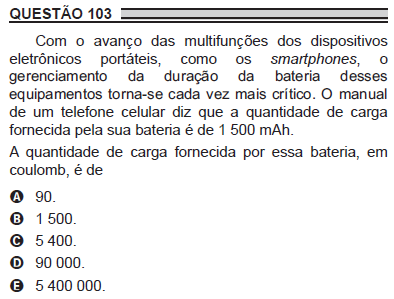 QUESTÃO 103
Com o avanço das multifunções dos dispositivos
eletrônicos portáteis, como os smartphones, o
gerenciamento da duração da bateria desses
equipamentos torna-se cada vez mais crítico. O manual
de um telefone celular diz que a quantidade de carga
fornecida pela sua bateria é de 1 500 mAh.
A quantidade de carga fornecida por essa bateria, em
coulomb, é de
A 90.
B 1 500.
C 5 400.
D 90 000.
E 5 400 000.